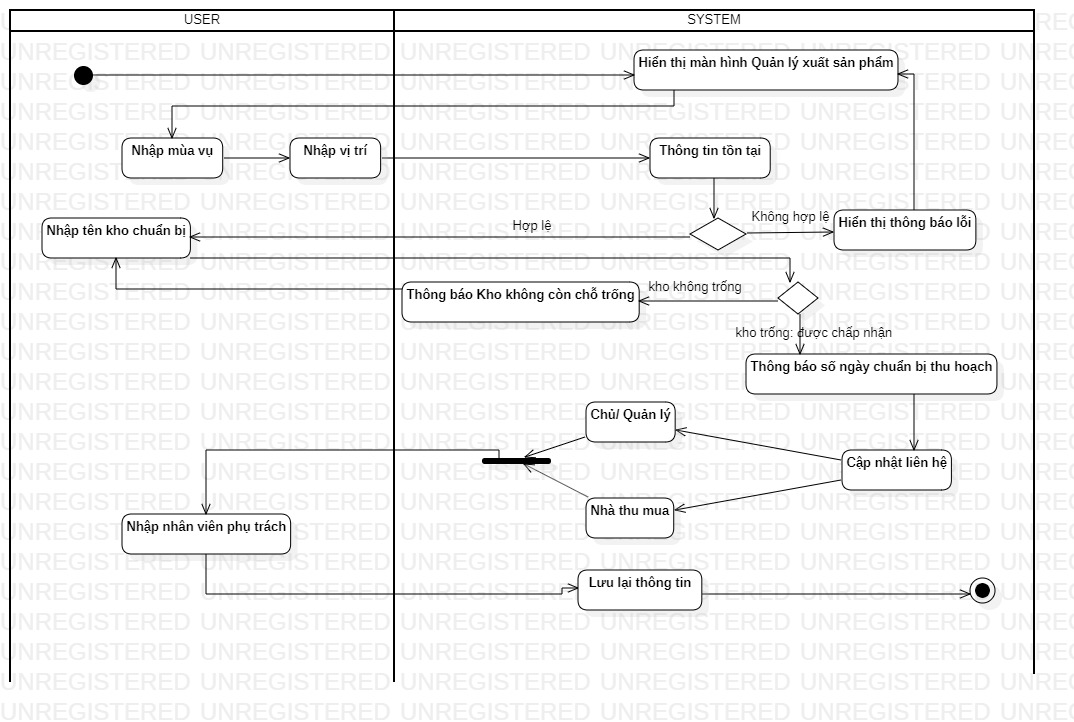 USER
SYSTEM
Hiển thị màn hình Quản lý xuất sản phẩm
Nhập mùa vụ
Nhập vị trí
Thông tin tồn tại
Hợp lệ
Không hợp lệ
Nhập tên kho chuẩn bị
Hiển thị thông báo lỗi
Thông báo Kho không còn chỗ trống
kho không trống
kho trống: được chấp nhận
Thông báo số ngày chuẩn bị thu hoạch
Chủ/ Quản lý
Cập nhật liên hệ
Nhà thu mua
Nhập nhân viên phụ trách
Lưu lại thông tin
UNREGISTERED